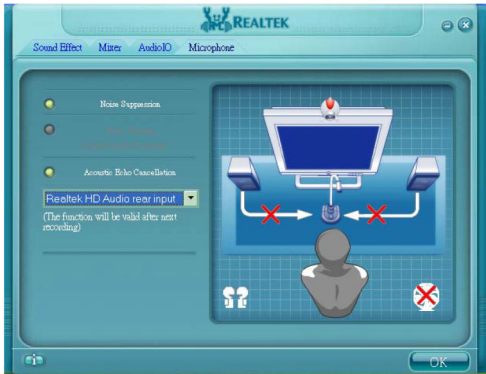 REALTEK
Sound Effect Mixer AudioIO Microphone
Noise Suppression
Acoustic Echo Cancellation
Realtek HD Audio rear input
(The function will be valid after next
recording)
OK